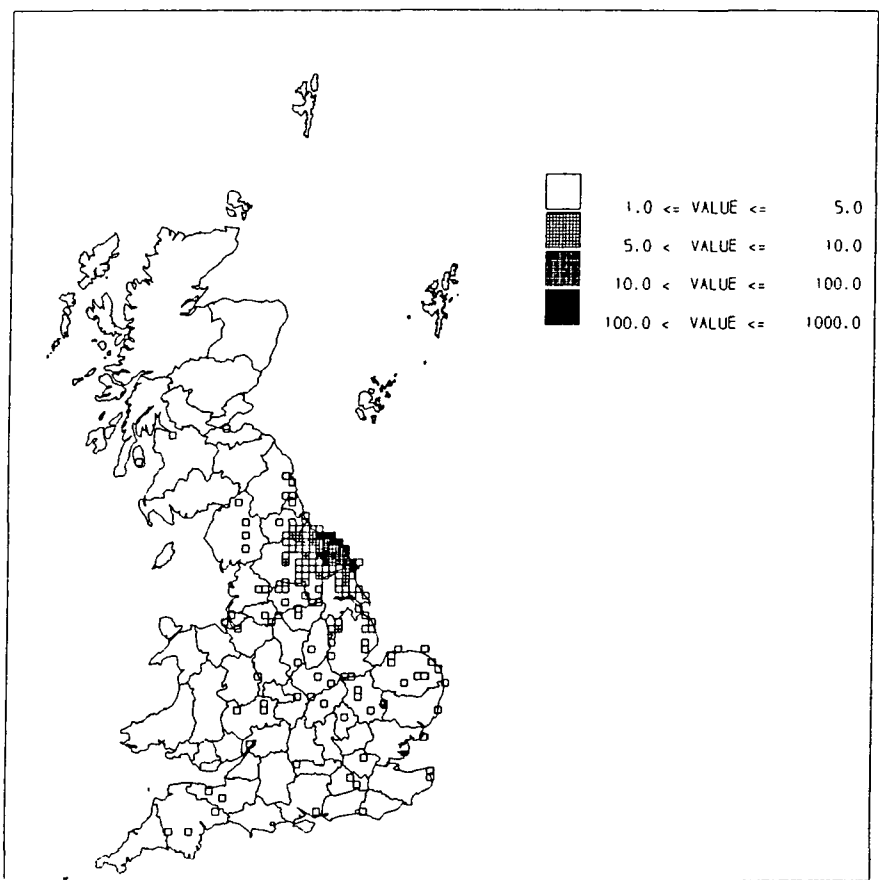 1.0 <= VALUE <= 5.0
5.0 < VALUE <= 10.0
10.0 < VALUE <= 100.0
100.0 < VALUE <= 1000.0